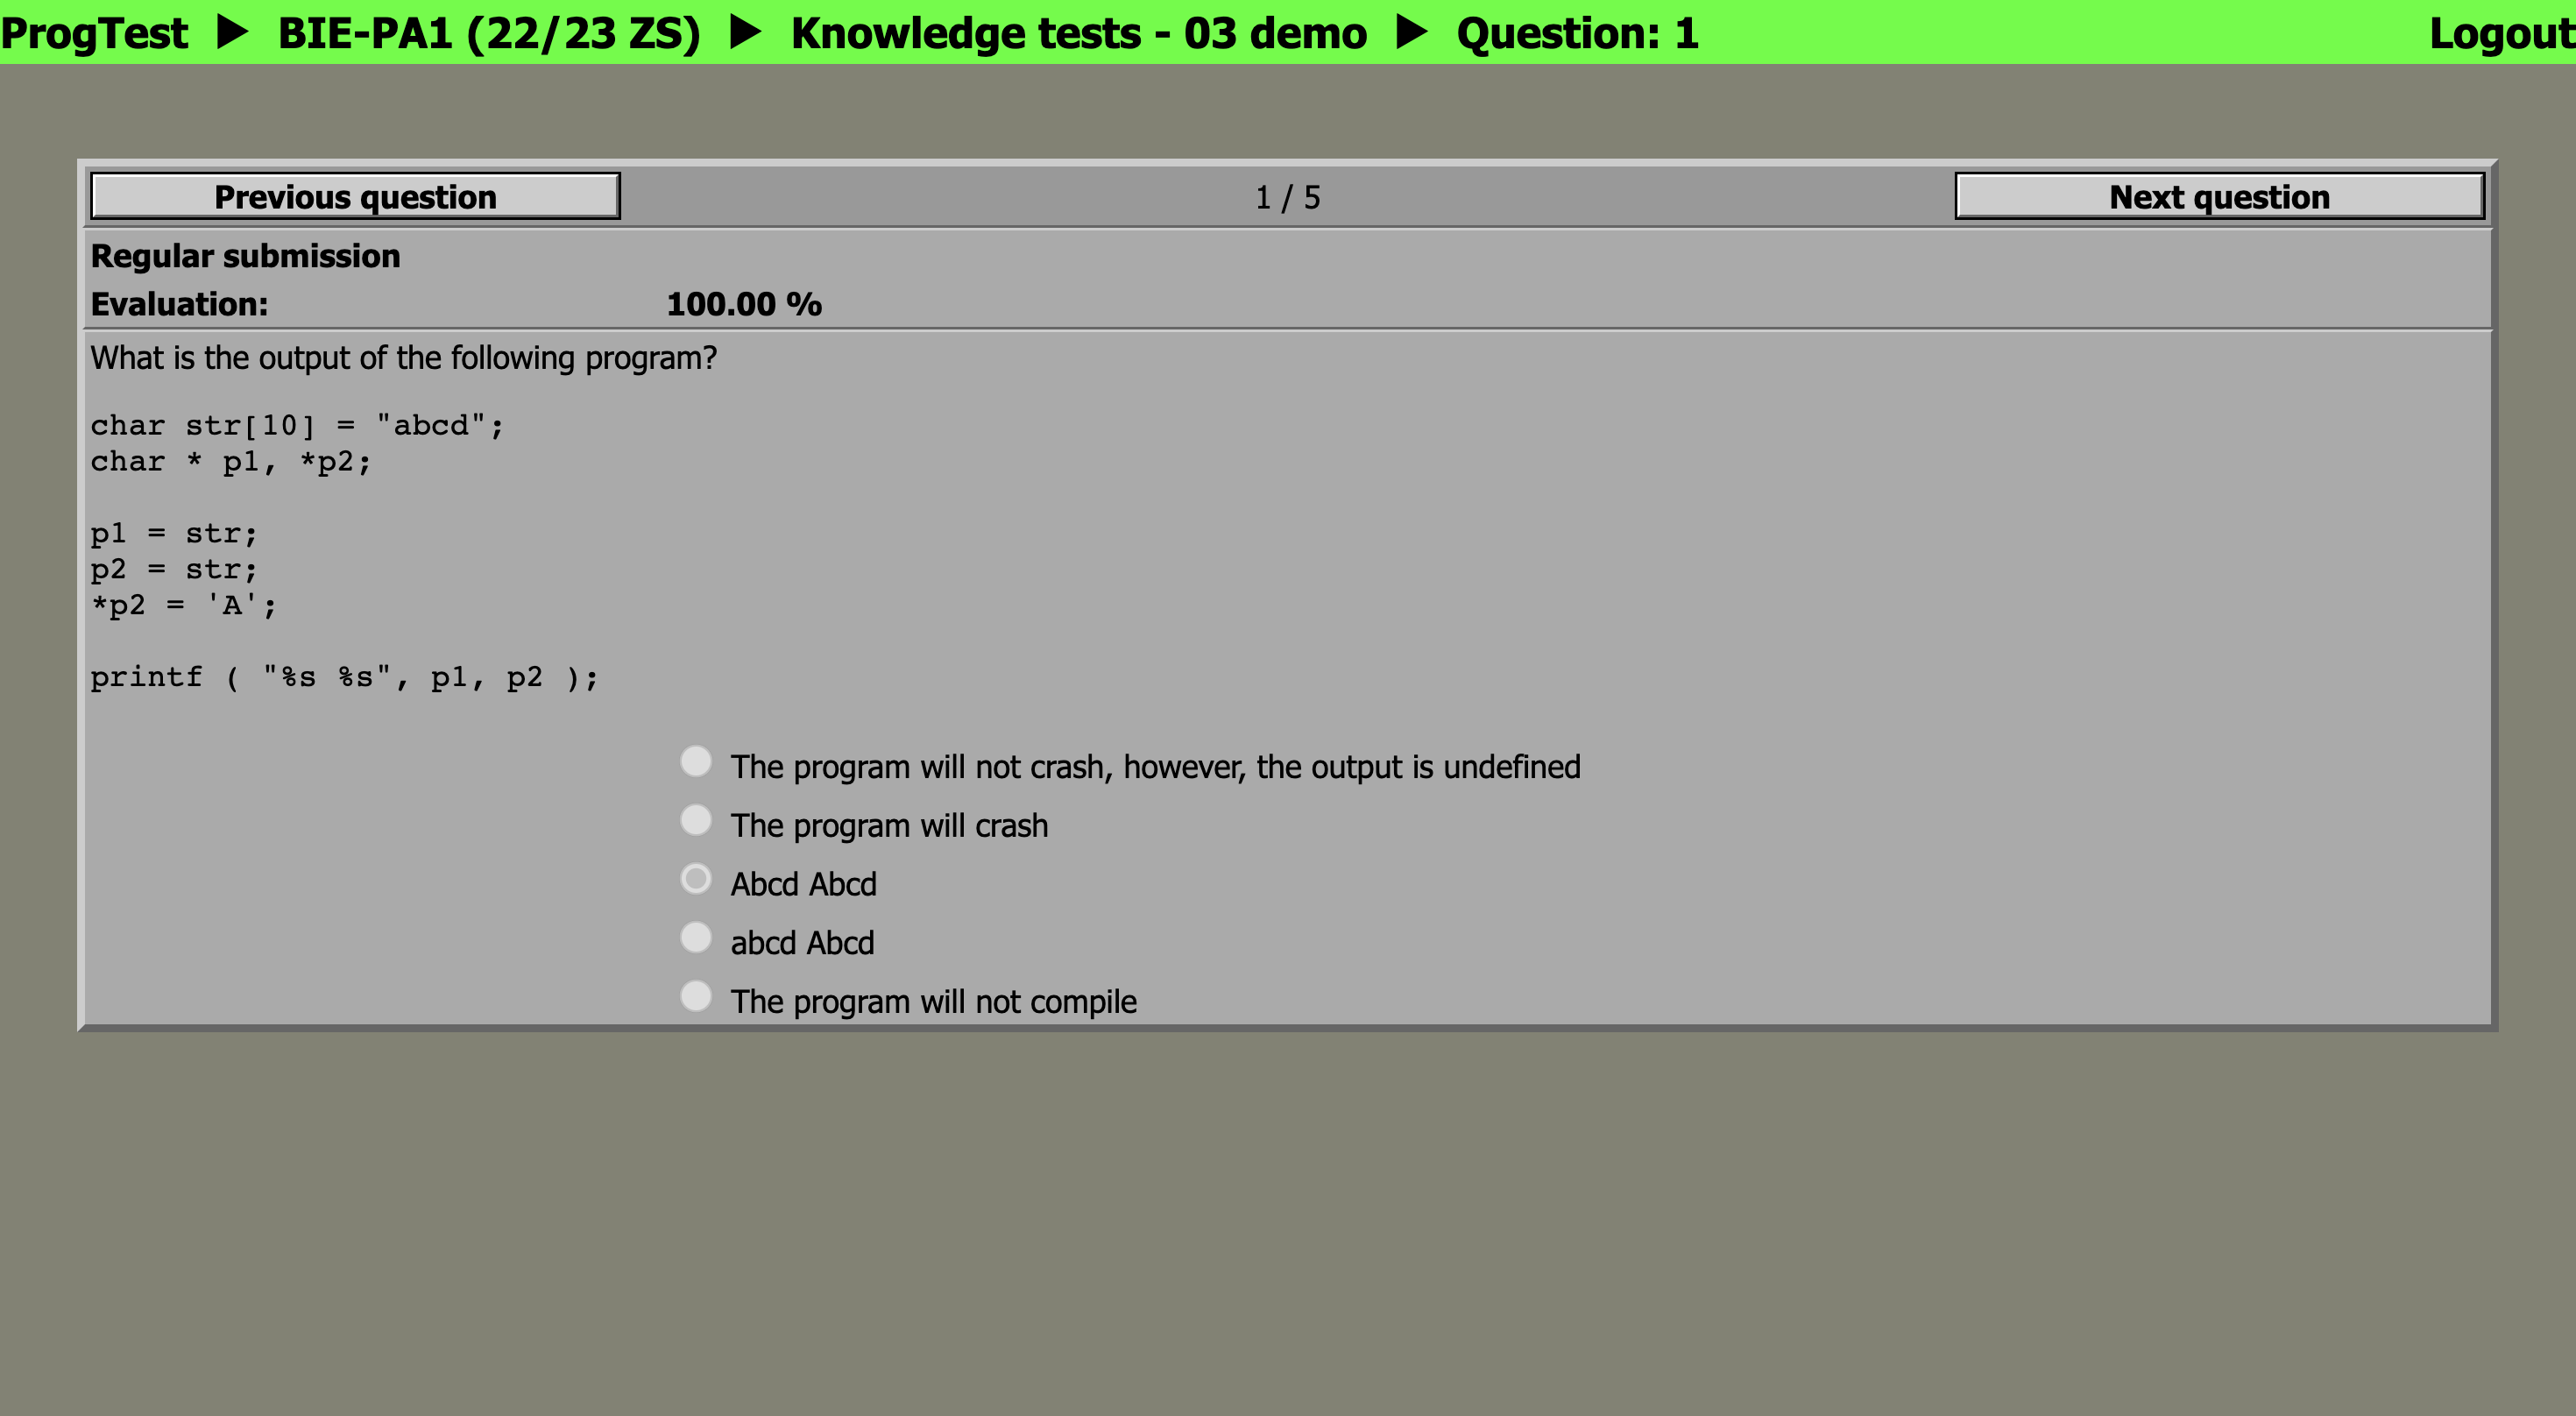 ProgTest ▶ BIE-PA1 (22/23 ZS) ▶ Knowledge tests - 03 demo ▶ Question: 1 Logout
Previous question 1 / 5 Next question
Regular submission
Evaluation: 100.00 %
What is the output of the following program?
char str[10] = "abcd";
char * p1, *p2;
p1 = str;
p2 = str;
*p2 = 'A';
printf ( "%s %s", p1, p2 );
The program will not crash, however, the output is undefined
The program will crash
Abcd Abcd
abcd Abcd
The program will not compile